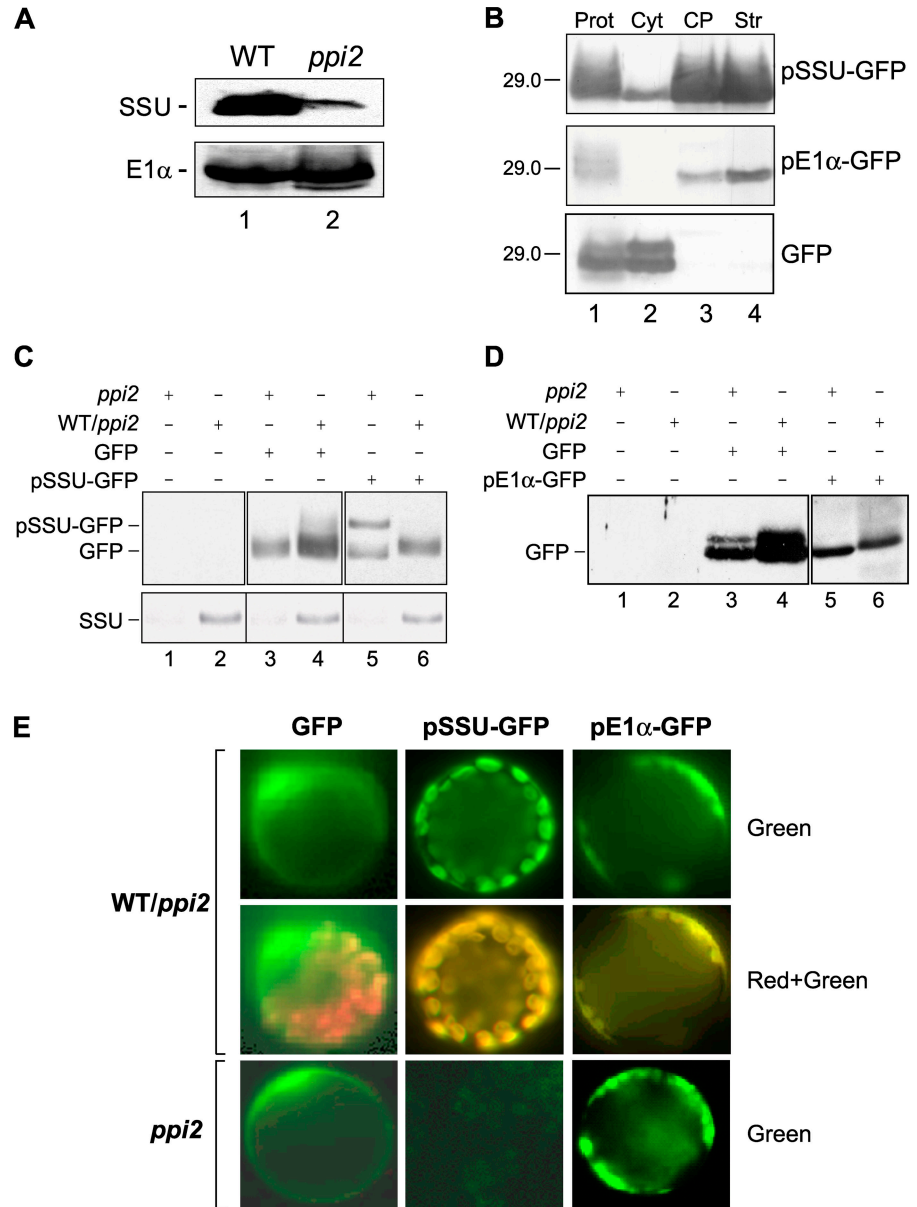 A
WT ppi2
SSU -
E1α -
1 2
B
Prot Cyt CP Str
29.0— pSSU-GFP
29.0— pE1α-GFP
29.0— GFP
1 2 3 4
C
ppi2 + – + – + –
WT/ppi2 – + – + – +
GFP – – + + – –
pSSU-GFP – – – – + +
pSSU-GFP –
GFP –
SSU –
1 2 3 4 5 6
D
ppi2 + – + – + –
WT/ppi2 – + – + – +
GFP – – + + – –
pE1α-GFP – – – – + +
GFP –
1 2 3 4 5 6
E
GFP pSSU-GFP pE1α-GFP
WT/ppi2
Green
Red+Green
ppi2
Green